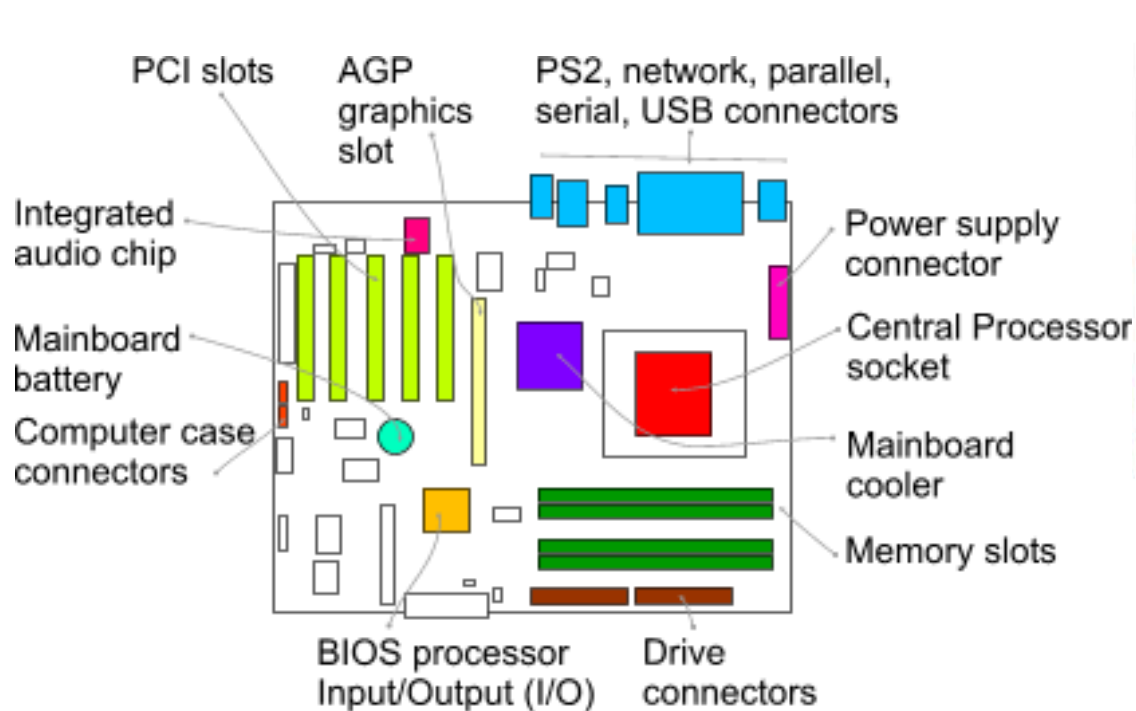 PCI slots
AGP
graphics
slot
PS2, network, parallel,
serial, USB connectors
Integrated
audio chip
Power supply
connector
Mainboard
battery
Central Processor
socket
Computer case
connectors
Mainboard
cooler
Memory slots
BIOS processor
Input/Output (I/O)
Drive
connectors